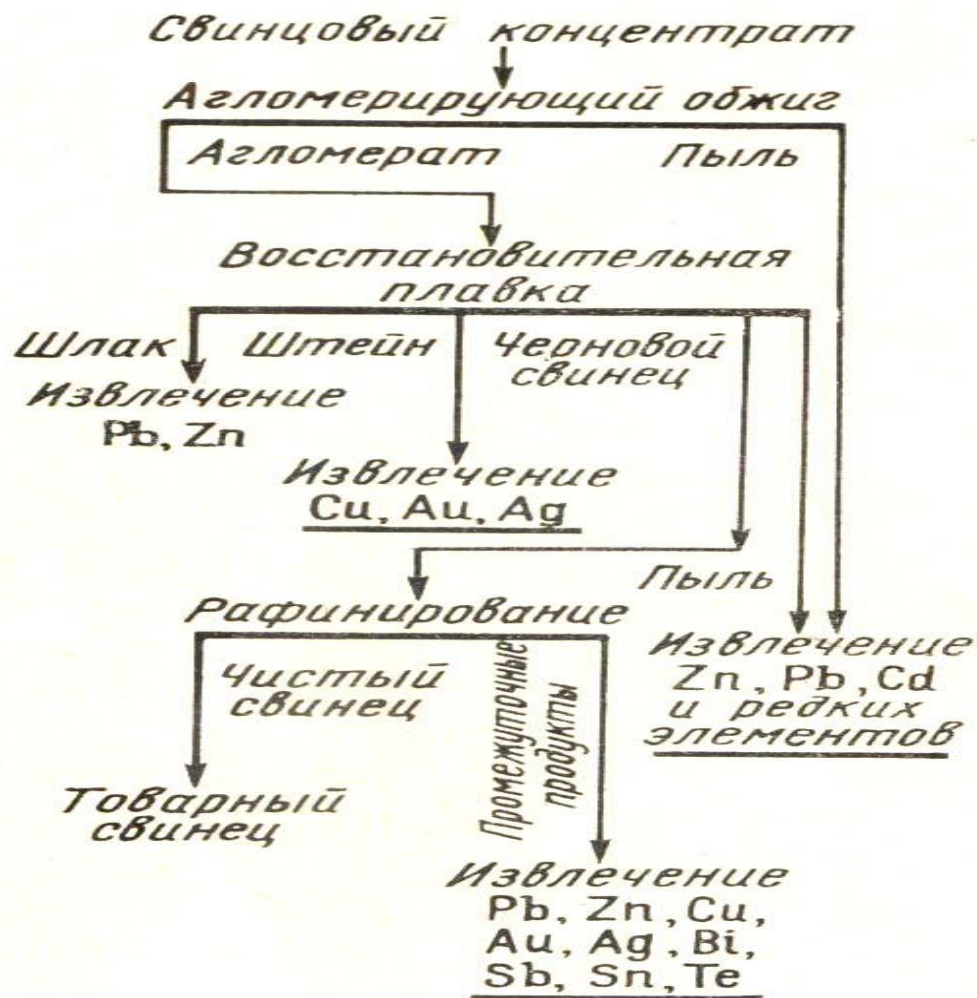 Свинцовый концентрат
Агломерирующий обжиг
Агломерат
Пыль
Восстановительная
плавка
Шлак
Штейн
Черновой
свинец
Извлечение
Pb, Zn
Извлечение
Cu, Au, Ag
Пыль
Рафинирование
Чистый
свинец
Промежуточные
продукты
Извлечение
Zn, Pb, Cd
и редких
элементов
Товарный
свинец
Извлечение
Pb, Zn, Cu,
Au, Ag, Bi,
Sb, Sn, Te